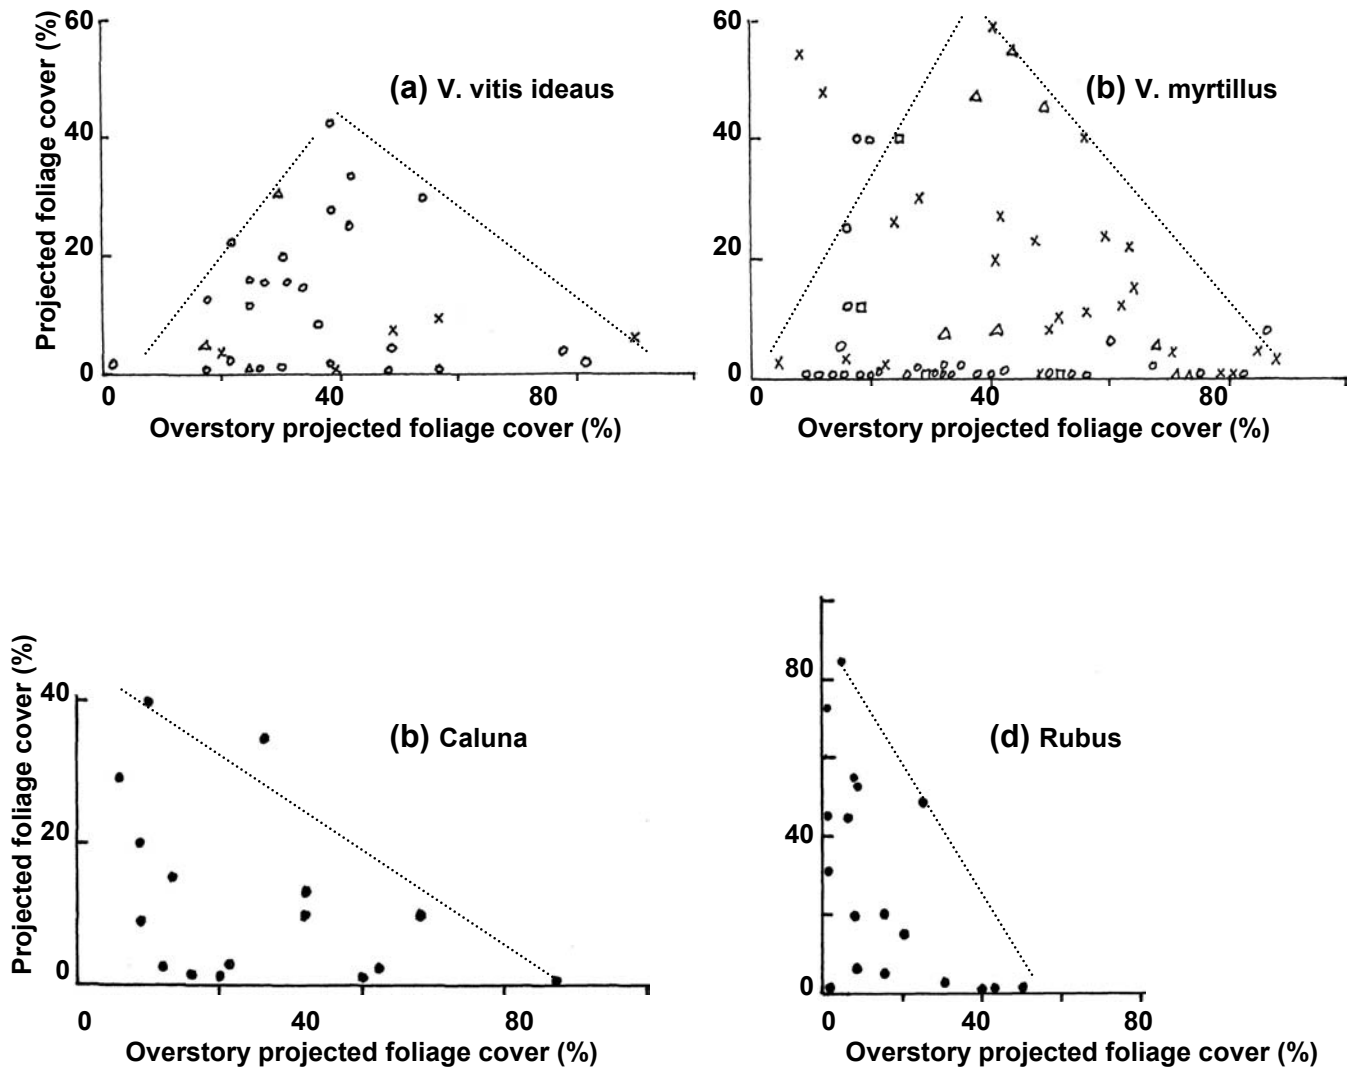 Projected foliage cover (%)
60
40
20
0
(a) V. vitis ideaus
0 40 80
Overstory projected foliage cover (%)
60
40
20
0
(b) V. myrtillus
0 40 80
Overstory projected foliage cover (%)
Projected foliage cover (%)
40
20
0
(b) Caluna
0 40 80
Overstory projected foliage cover (%)
80
40
0
(d) Rubus
0 40 80
Overstory projected foliage cover (%)